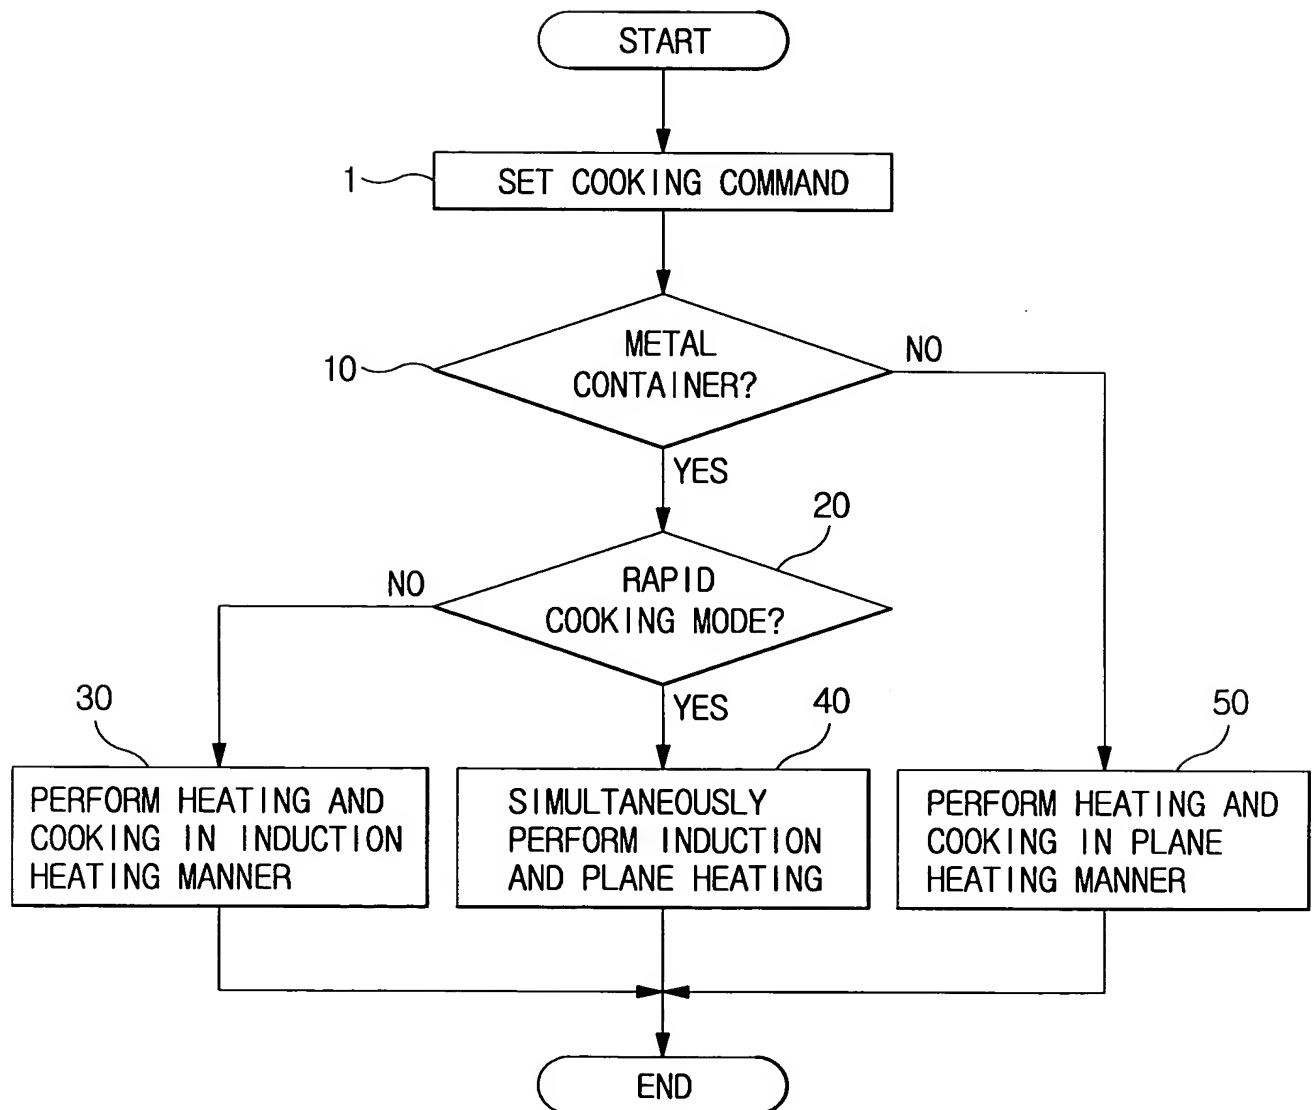 START
1
SET COOKING COMMAND
10
METAL
CONTAINER?
NO
YES
20
NO
RAPID
COOKING MODE?
YES
30
40
50
PERFORM HEATING AND
COOKING IN INDUCTION
HEATING MANNER
SIMULTANEOUSLY
PERFORM INDUCTION
AND PLANE HEATING
PERFORM HEATING AND
COOKING IN PLANE
HEATING MANNER
END